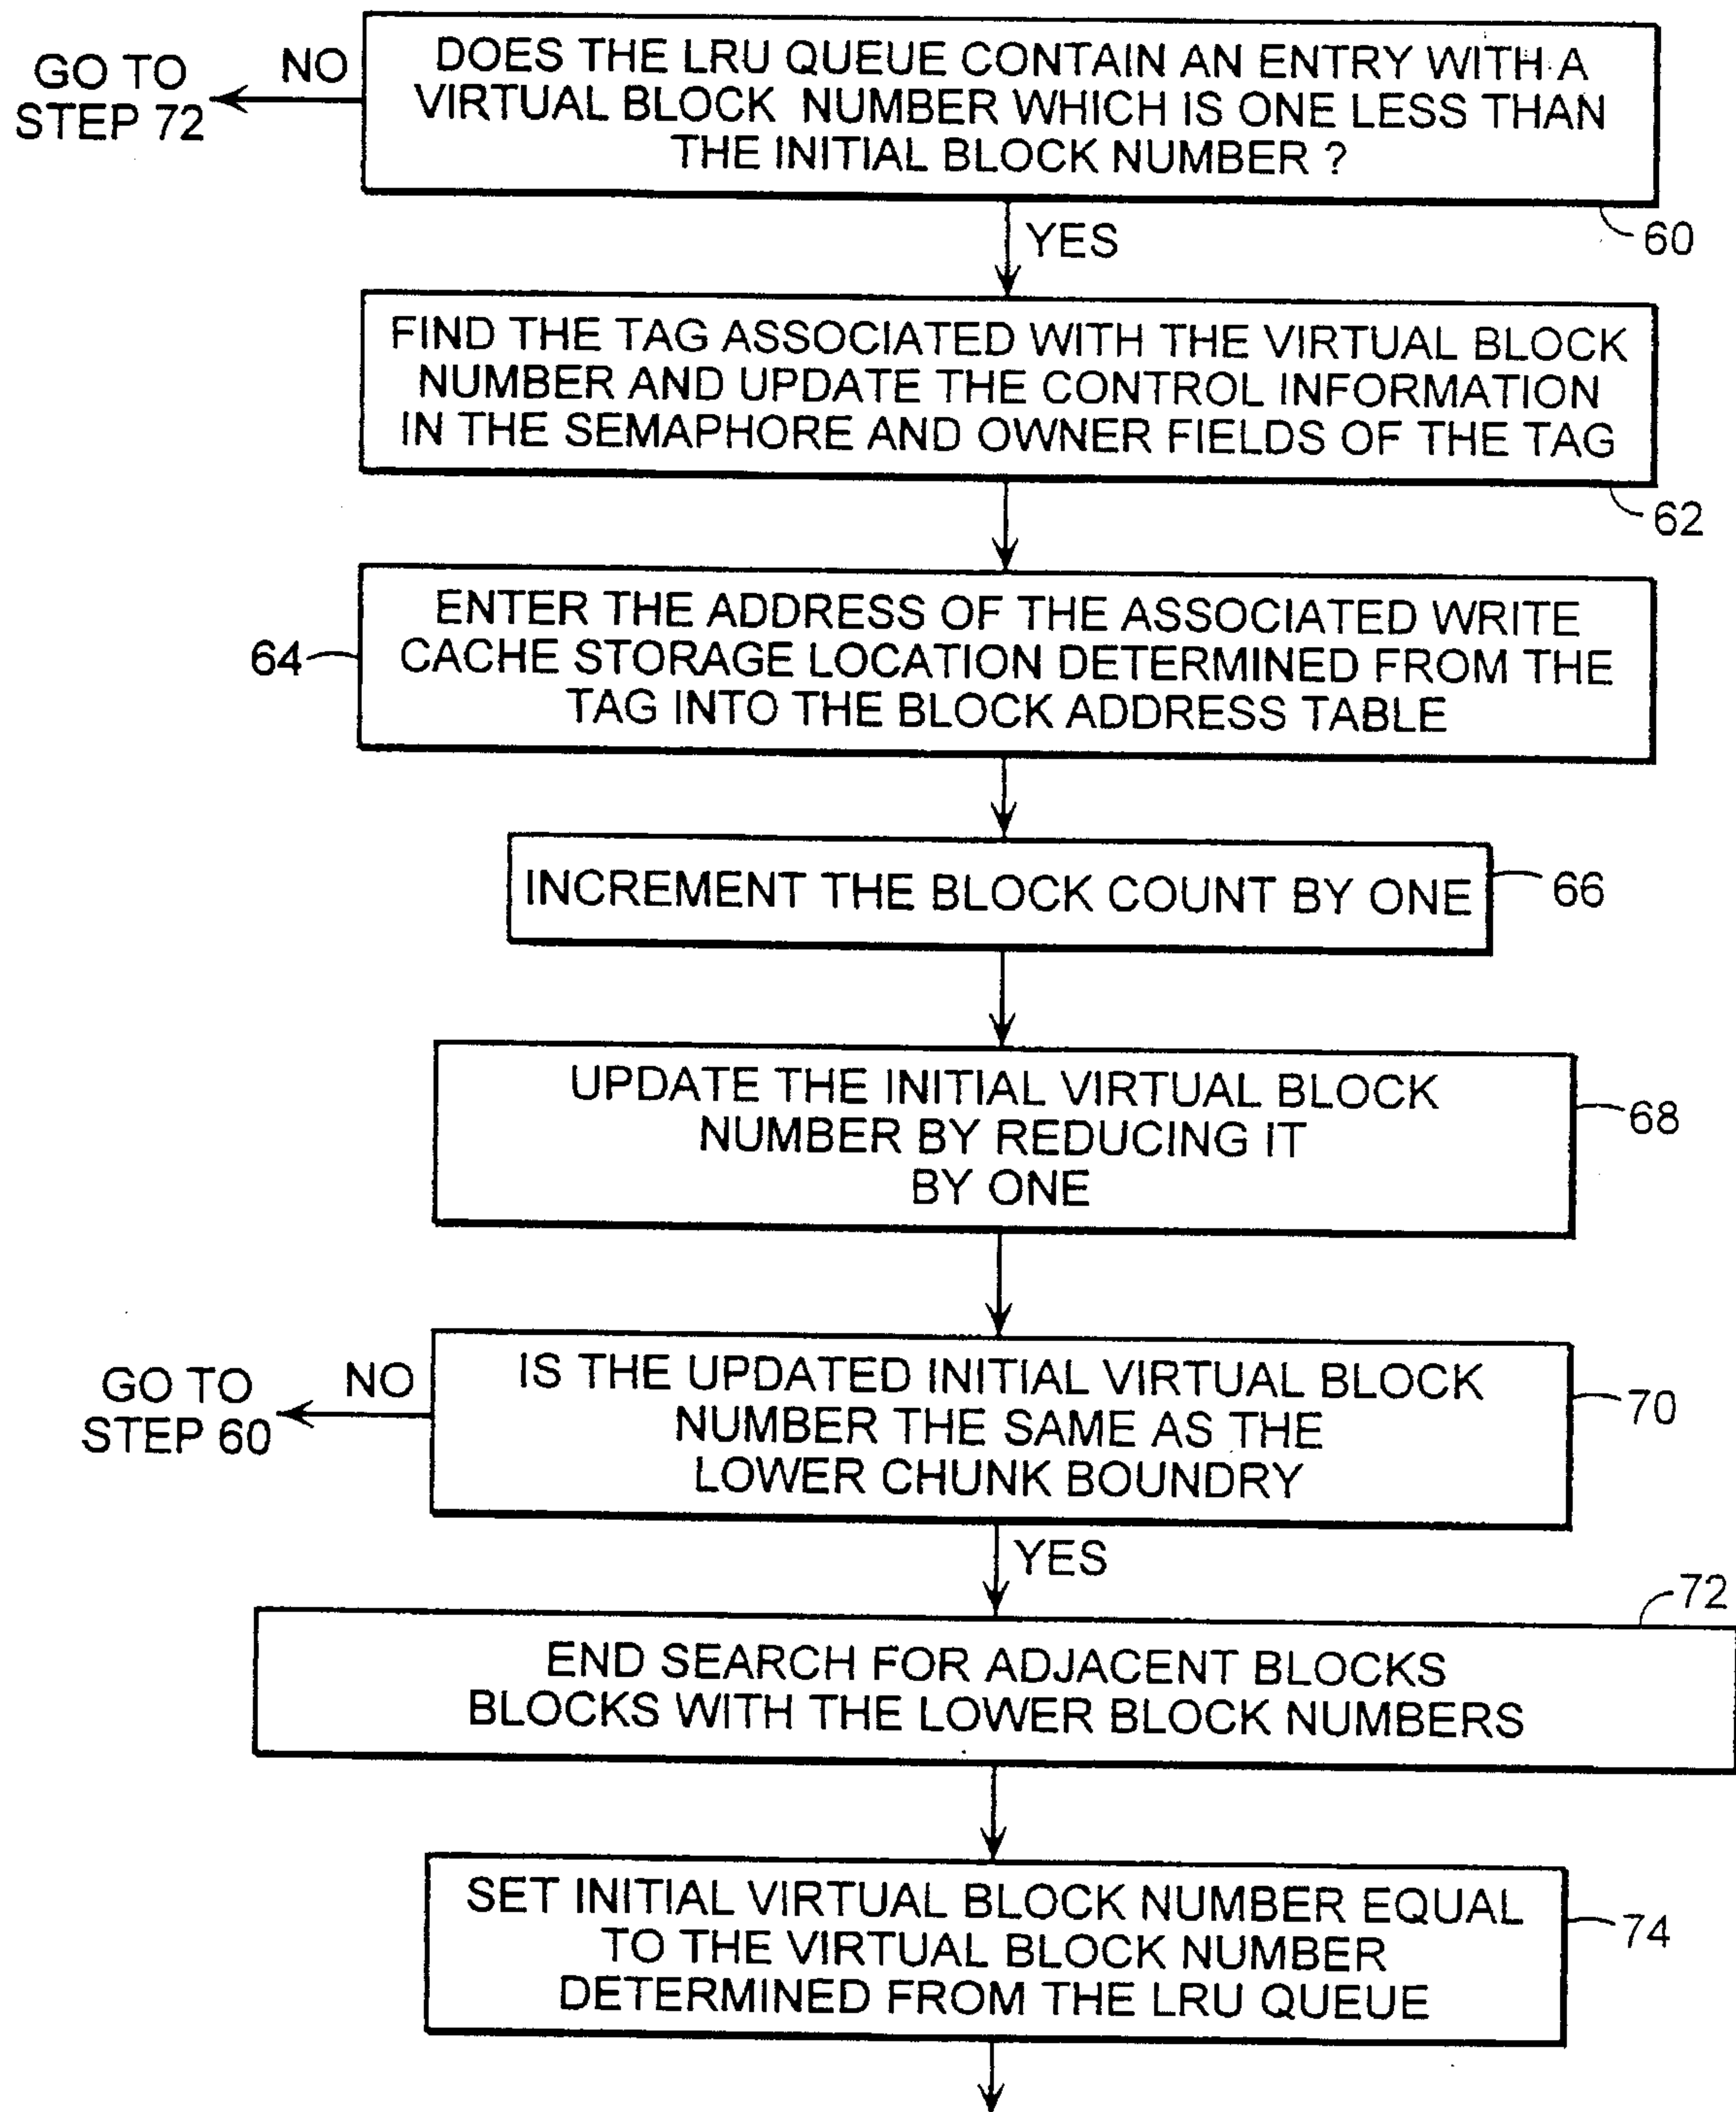 DOES THE LRU QUEUE CONTAIN AN ENTRY WITH A
VIRTUAL BLOCK NUMBER WHICH IS ONE LESS THAN
THE INITIAL BLOCK NUMBER ?
NO
GO TO
STEP 72
60
YES
FIND THE TAG ASSOCIATED WITH THE VIRTUAL BLOCK
NUMBER AND UPDATE THE CONTROL INFORMATION
IN THE SEMAPHORE AND OWNER FIELDS OF THE TAG
62
ENTER THE ADDRESS OF THE ASSOCIATED WRITE
CACHE STORAGE LOCATION DETERMINED FROM THE
TAG INTO THE BLOCK ADDRESS TABLE
64
INCREMENT THE BLOCK COUNT BY ONE
66
UPDATE THE INITIAL VIRTUAL BLOCK
NUMBER BY REDUCING IT
BY ONE
68
IS THE UPDATED INITIAL VIRTUAL BLOCK
NUMBER THE SAME AS THE
LOWER CHUNK BOUNDRY
70
NO
GO TO
STEP 60
YES
72
END SEARCH FOR ADJACENT BLOCKS
BLOCKS WITH THE LOWER BLOCK NUMBERS
SET INITIAL VIRTUAL BLOCK NUMBER EQUAL
TO THE VIRTUAL BLOCK NUMBER
DETERMINED FROM THE LRU QUEUE
74